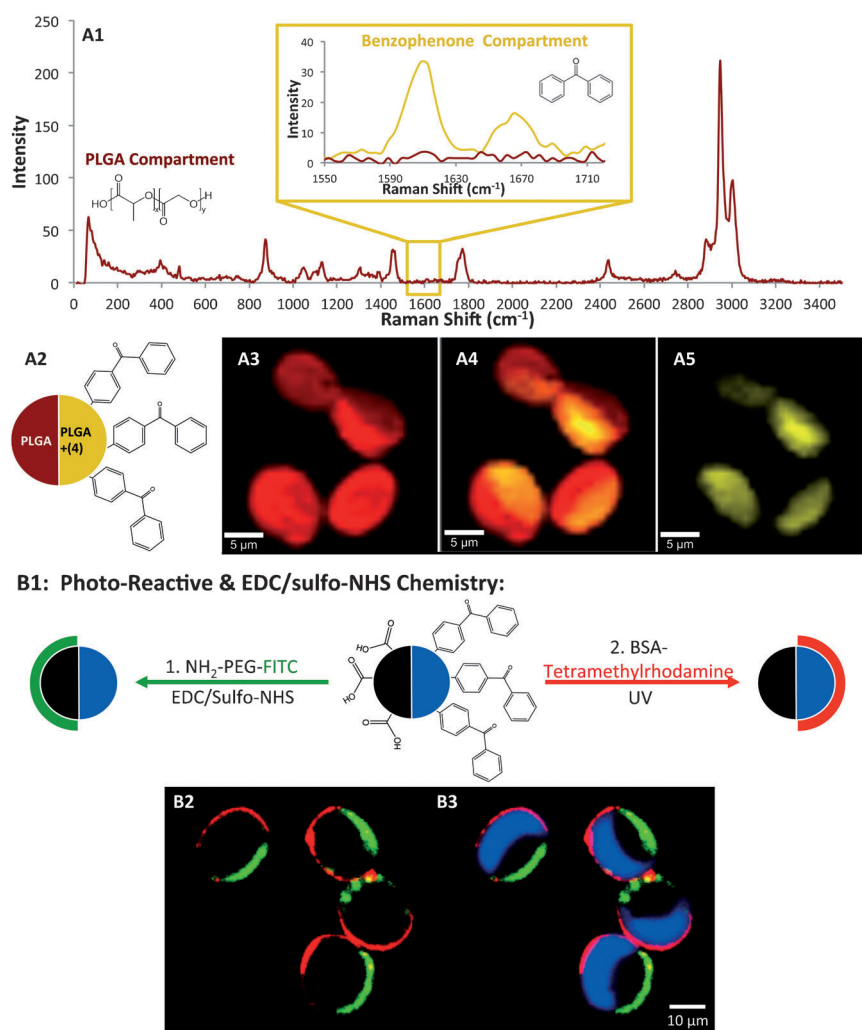 A1
250
200
150
100
50
0
Intensity
PLGA Compartment
HO
O
O
O
O
H
x
y
Benzophenone Compartment
O
40
30
20
10
0
Intensity
1550 1590 1630 1670 1710
Raman Shift (cm-1)
0 200 400 600 800 1000 1200 1400 1600 1800 2000 2200 2400 2600 2800 3000 3200 3400
Raman Shift (cm-1)
A2
PLGA
PLGA
+(4)
O
O
O
A3
5 µm
A4
5 µm
A5
5 µm
B1: Photo-Reactive & EDC/sulfo-NHS Chemistry:
1. NH2-PEG-FITC
EDC/Sulfo-NHS
O
HO
O
HO
O
OH
O
O
O
2. BSA-
Tetramethylrhodamine
UV
B2
B3
10 µm